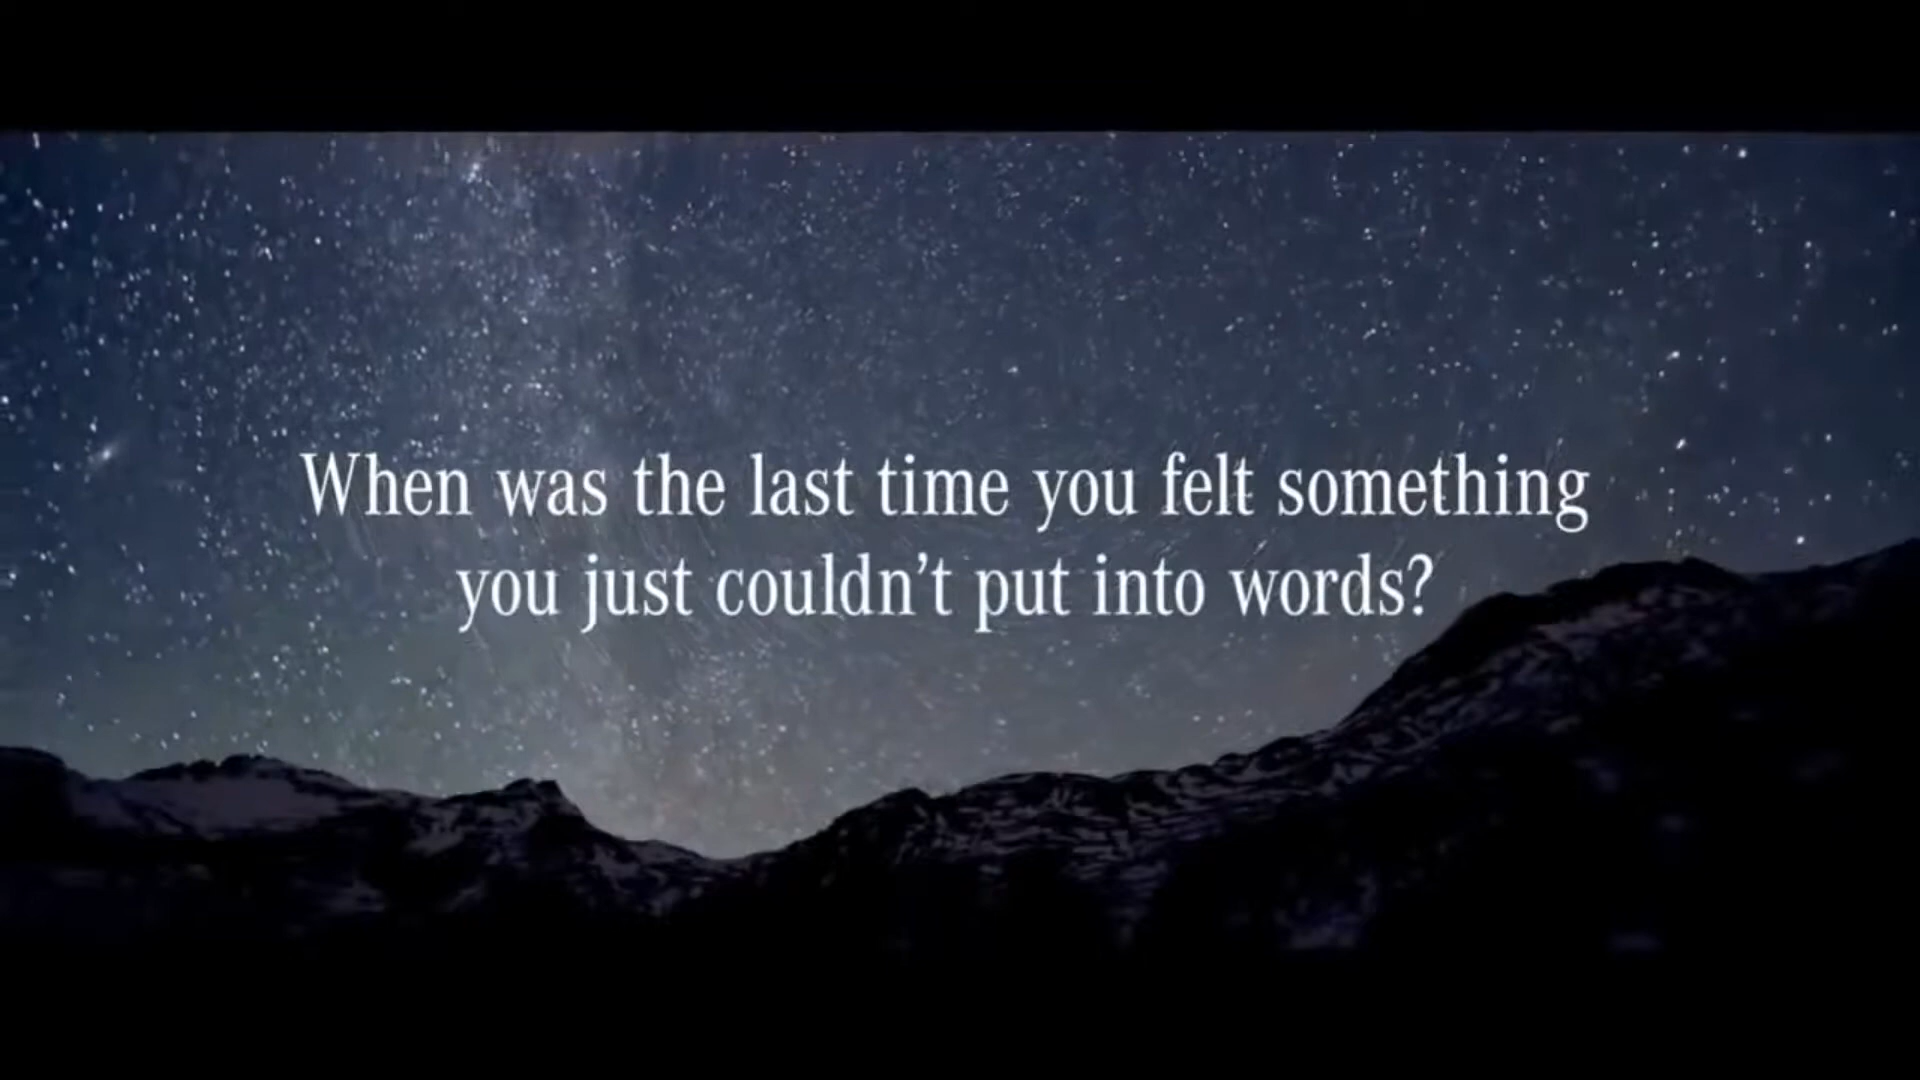 When was the last time you felt something
you just couldn’t put into words?